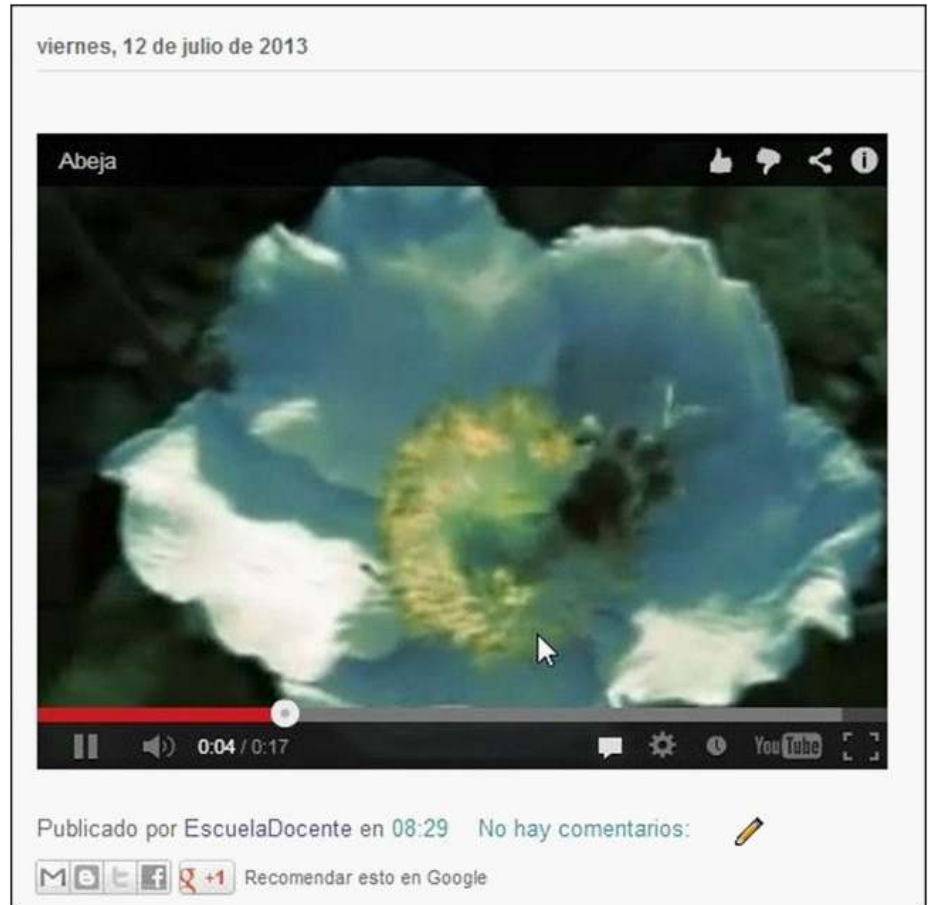 viernes, 12 de julio de 2013
Abeja
0:04 / 0:17
YouTube
Publicado por EscuelaDocente en 08:29 No hay comentarios:
+1 Recomendar esto en Google